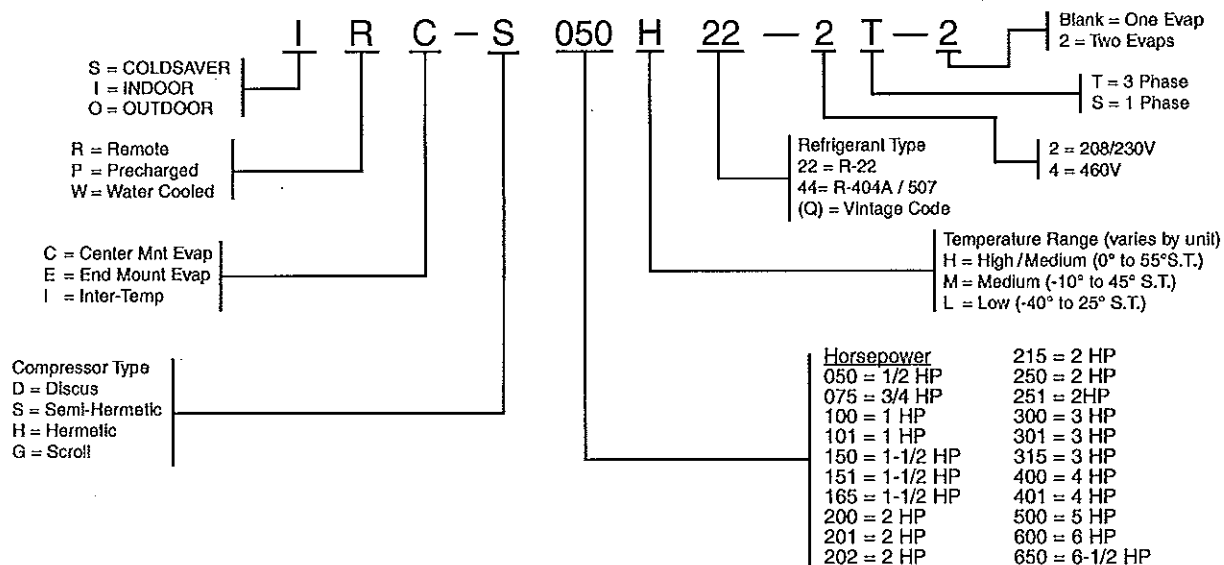 I R C – S 050 H 22 – 2 T – 2
Blank = One Evap
2 = Two Evaps
S = COLDSAVER
I = INDOOR
O = OUTDOOR
T = 3 Phase
S = 1 Phase
R = Remote
P = Precharged
W = Water Cooled
Refrigerant Type
22 = R-22
44= R-404A / 507
(Q) = Vintage Code
2 = 208/230V
4 = 460V
C = Center Mnt Evap
E = End Mount Evap
I = Inter-Temp
Temperature Range (varies by unit)
H = High/Medium (0° to 55°S.T.)
M = Medium (-10° to 45° S.T.)
L = Low (-40° to 25° S.T.)
Compressor Type
D = Discus
S = Semi-Hermetic
H = Hermetic
G = Scroll
Horsepower
050 = 1/2 HP
075 = 3/4 HP
100 = 1 HP
101 = 1 HP
150 = 1-1/2 HP
151 = 1-1/2 HP
165 = 1-1/2 HP
200 = 2 HP
201 = 2 HP
202 = 2 HP
215 = 2 HP
250 = 2 HP
251 = 2HP
300 = 3 HP
301 = 3 HP
315 = 3 HP
400 = 4 HP
401 = 4 HP
500 = 5 HP
600 = 6 HP
650 = 6-1/2 HP